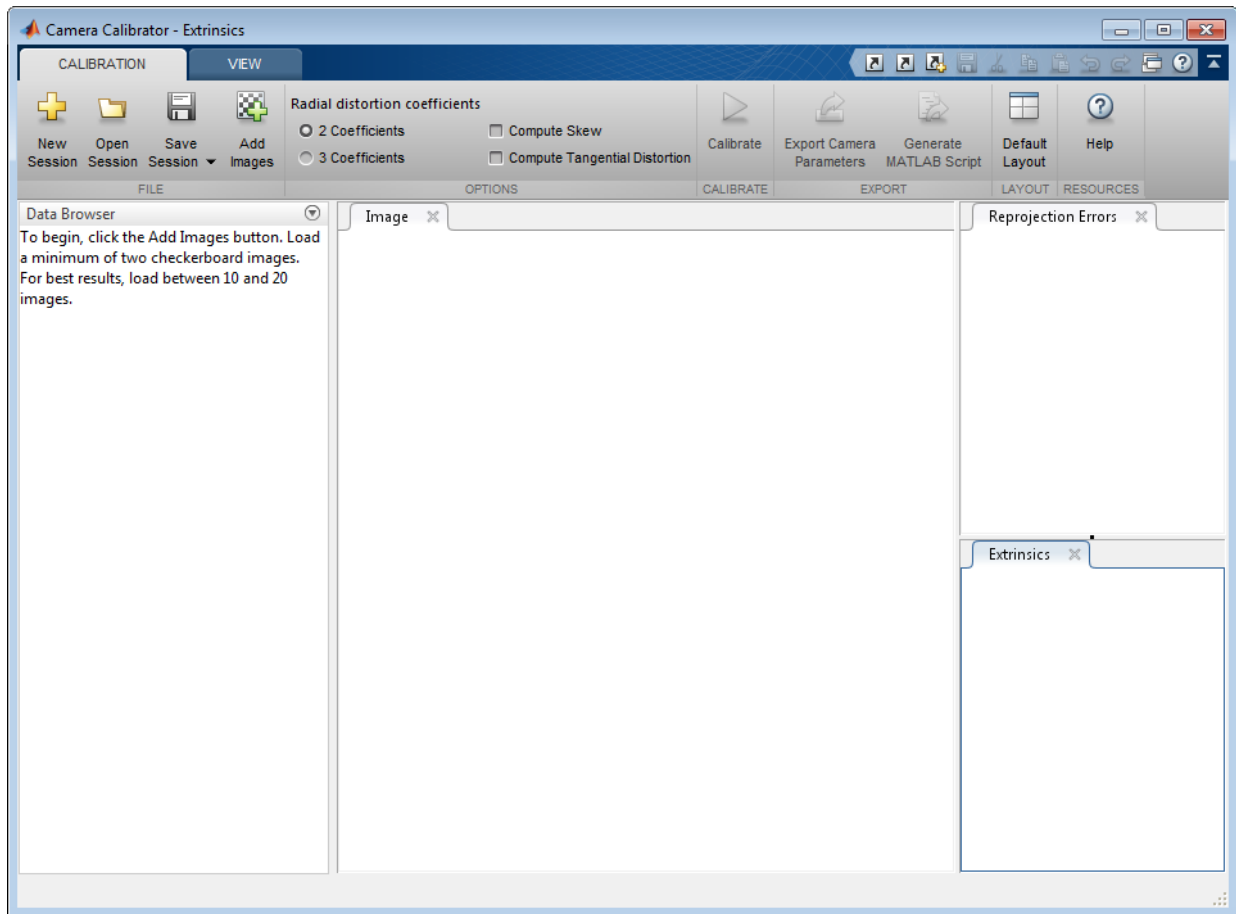 Camera Calibrator - Extrinsics
CALIBRATION
VIEW
New Session
Open Session
Save Session
Add Images
FILE
Radial distortion coefficients
2 Coefficients
3 Coefficients
Compute Skew
Compute Tangential Distortion
OPTIONS
Calibrate
CALIBRATE
Export Camera Parameters
Generate MATLAB Script
EXPORT
Default Layout
LAYOUT
Help
RESOURCES
Data Browser
To begin, click the Add Images button. Load
a minimum of two checkerboard images.
For best results, load between 10 and 20
images.
Image
Reprojection Errors
Extrinsics